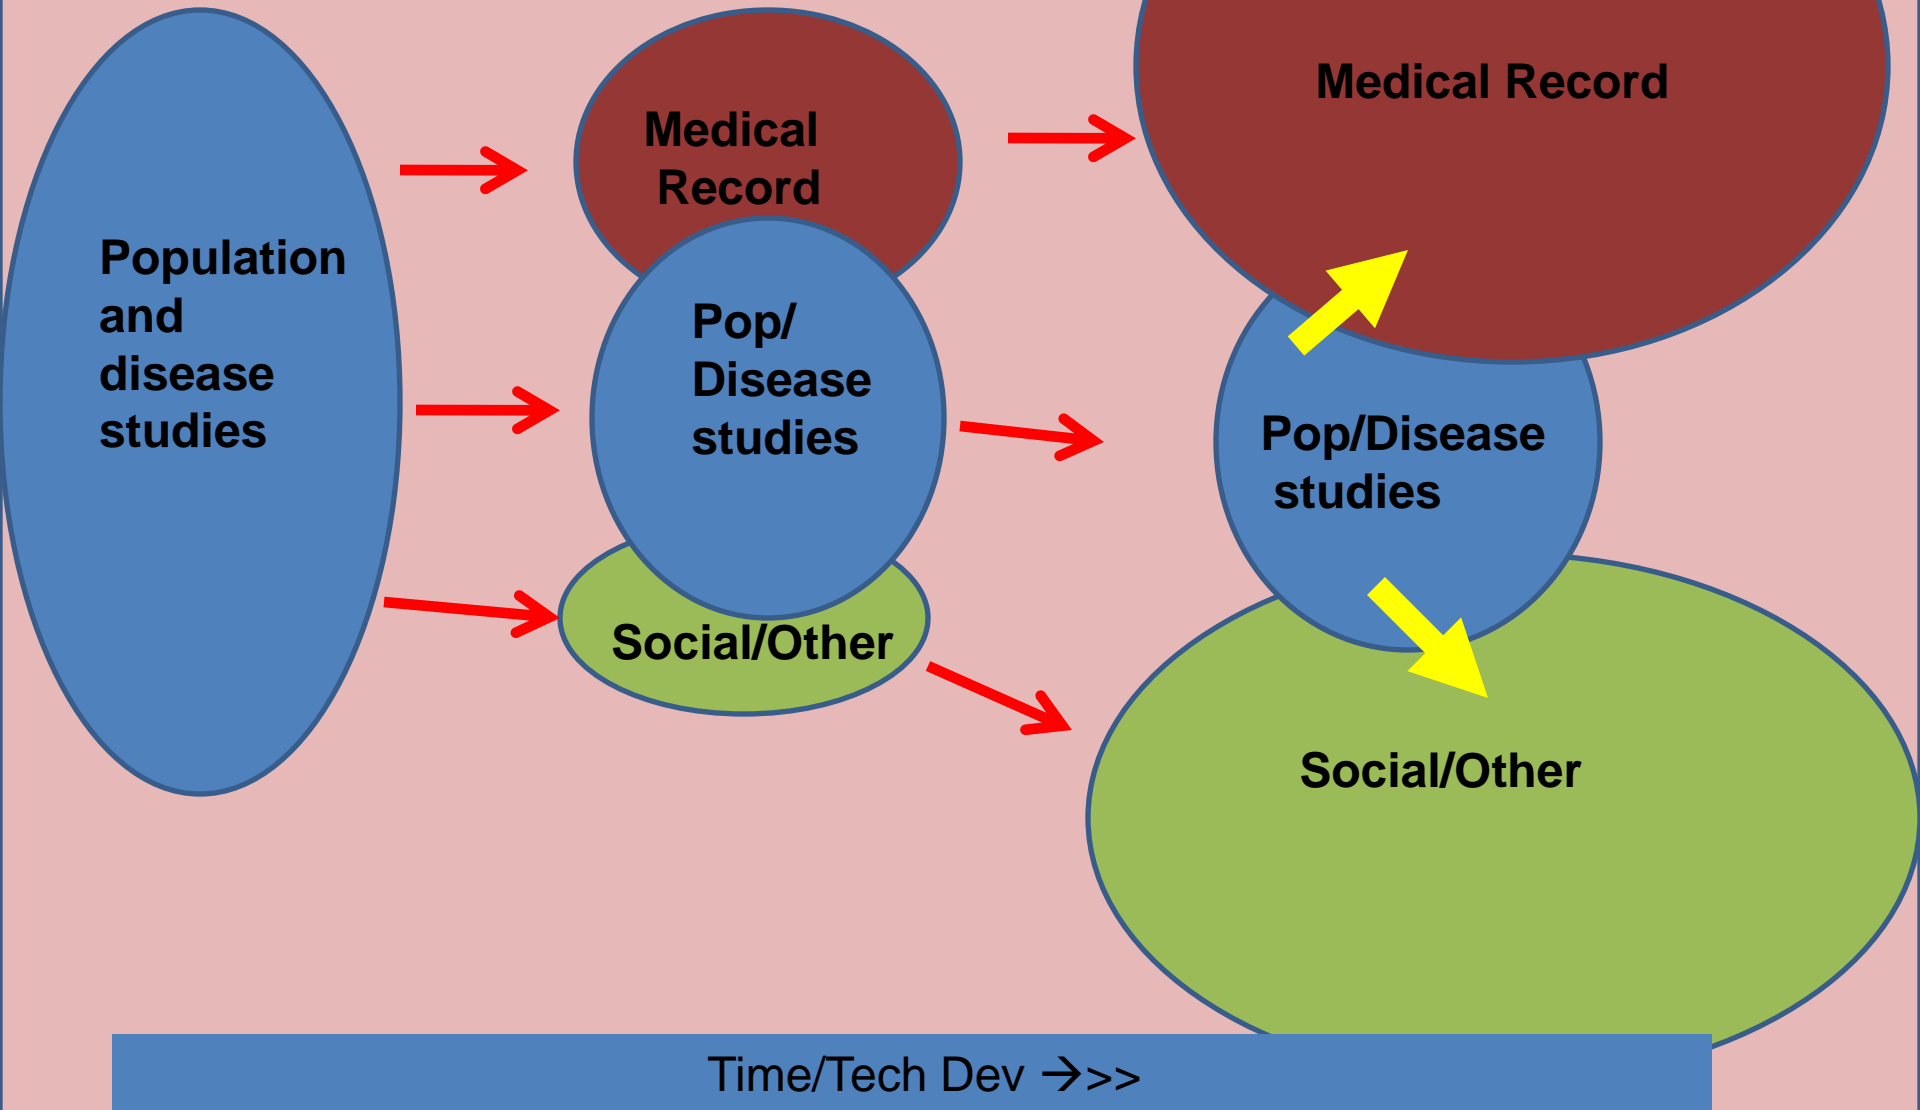 Population
and
disease
studies
Medical
Record
Pop/
Disease
studies
Social/Other
Medical Record
Pop/Disease
studies
Social/Other
Time/Tech Dev →>>